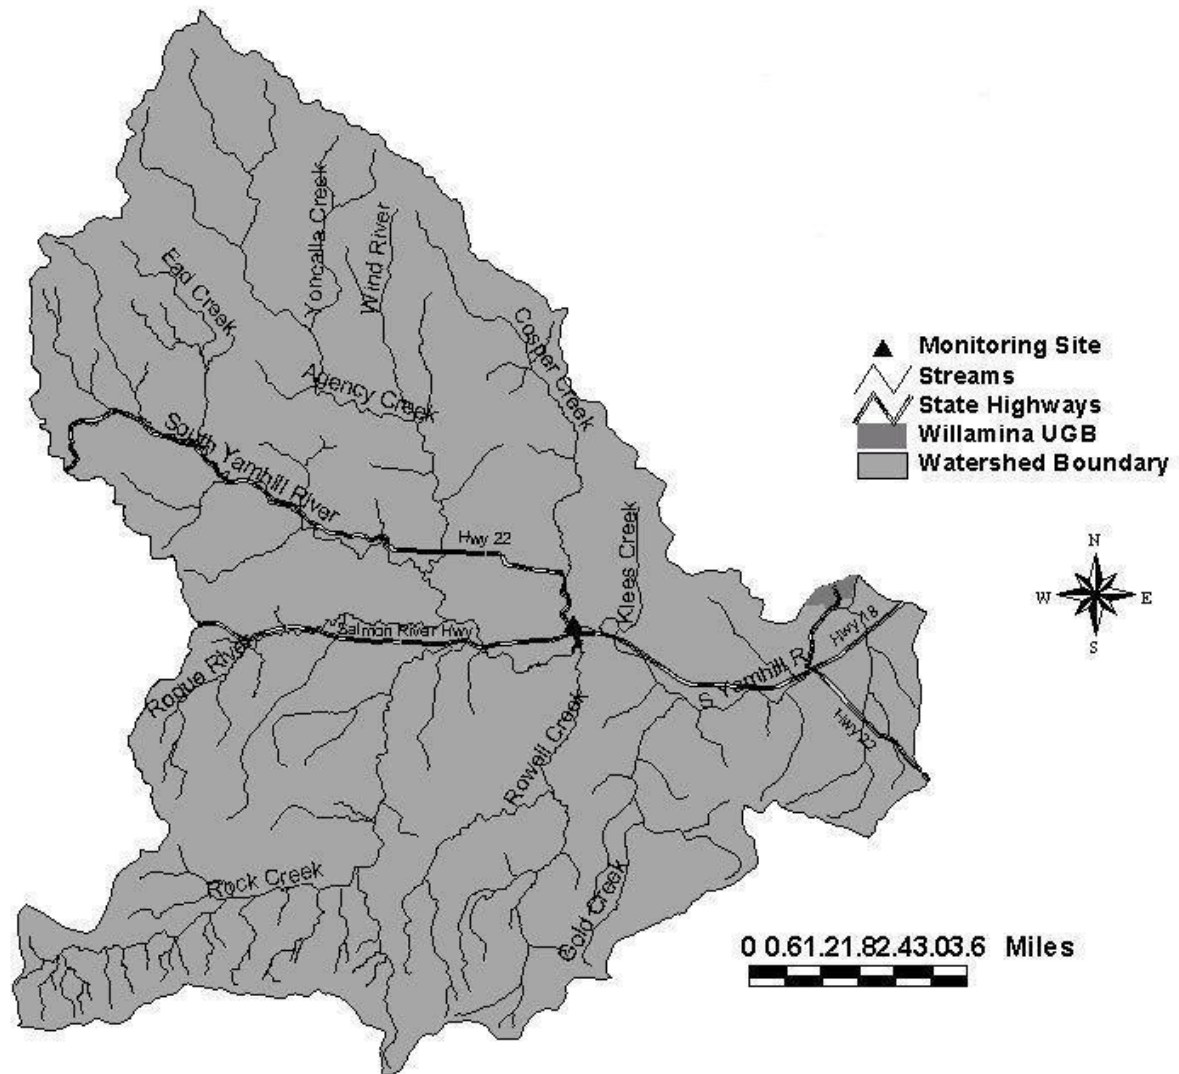 Yoncalla Creek
Wind River
Ead Creek
Cosper Creek
Monitoring Site
Streams
State Highways
Willamina UGB
Watershed Boundary
Agency Creek
South Yamhill River
Hwy 22
Klees Creek
N
W
E
S
Salmon River Hwy
Hwy 18
Rogue River
S Yamhill R
Hwy 22
Rowell Creek
Rock Creek
Gold Creek
0 0.61.21.82.43.03.6 Miles